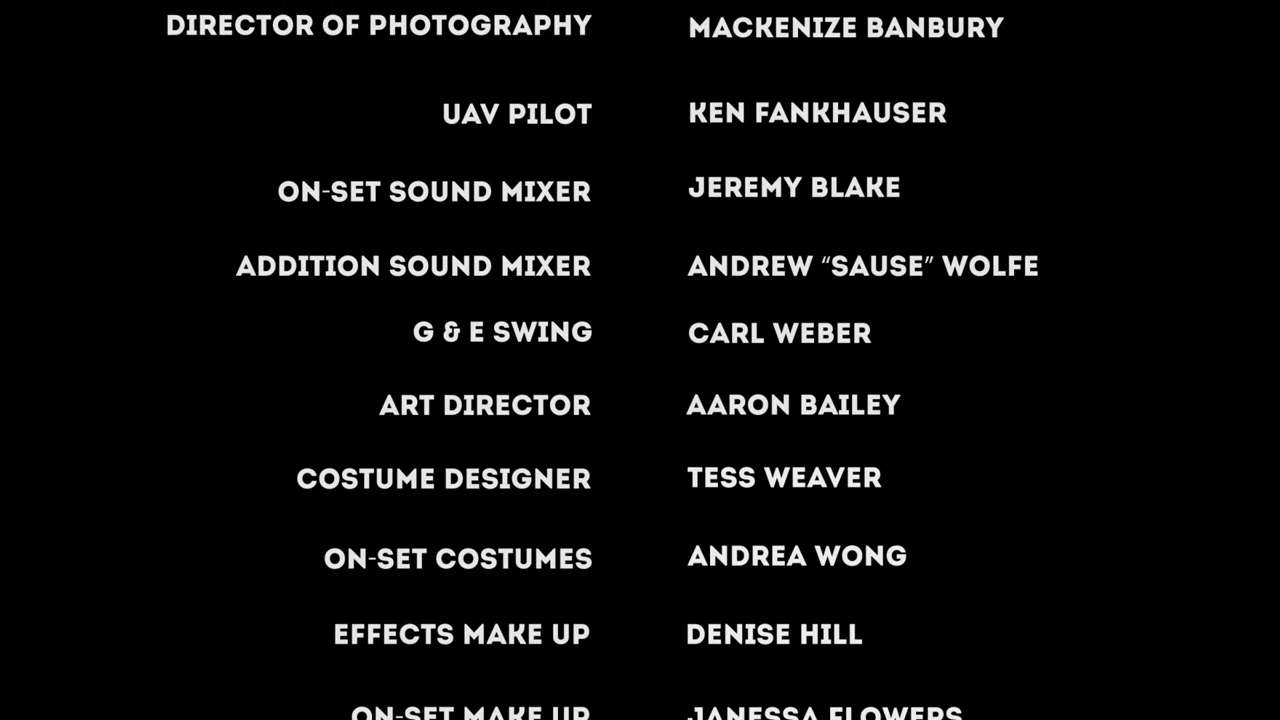 DIRECTOR OF PHOTOGRAPHY MACKENIZE BANBURY
UAV PILOT KEN FANKHAUSER
ON-SET SOUND MIXER JEREMY BLAKE
ADDITION SOUND MIXER ANDREW “SAUSE” WOLFE
G & E SWING CARL WEBER
ART DIRECTOR AARON BAILEY
COSTUME DESIGNER TESS WEAVER
ON-SET COSTUMES ANDREA WONG
EFFECTS MAKE UP DENISE HILL
ON-SET MAKE UP JANESSA FLOWERS